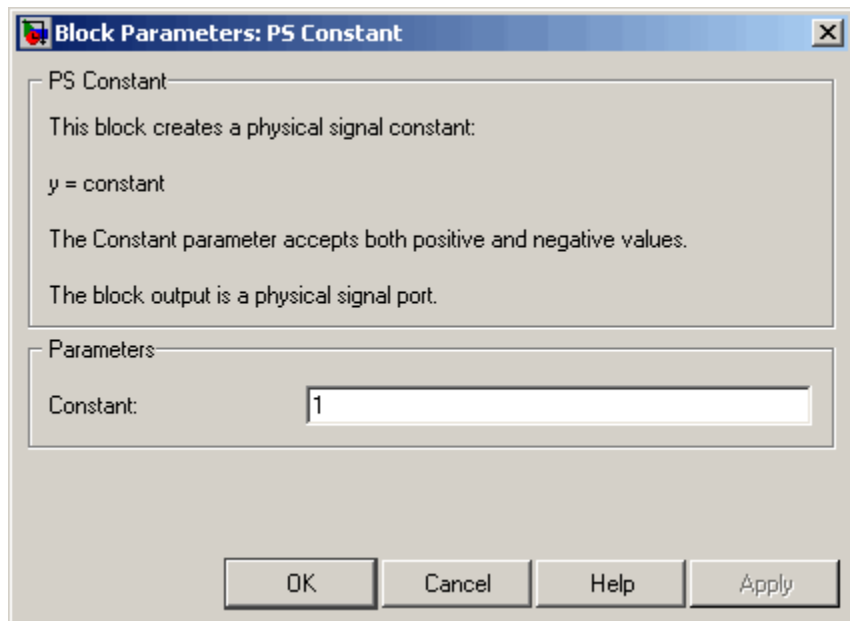 Block Parameters: PS Constant
PS Constant
This block creates a physical signal constant:
y = constant
The Constant parameter accepts both positive and negative values.
The block output is a physical signal port.
Parameters
Constant: 1
OK Cancel Help Apply